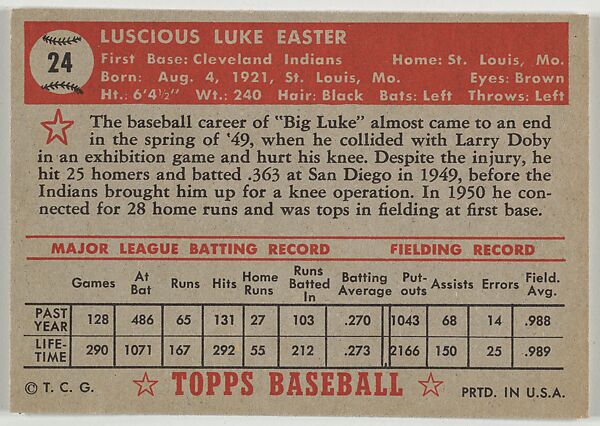 24
LUSCIOUS LUKE EASTER
First Base: Cleveland Indians Home: St. Louis, Mo.
Born: Aug. 4, 1921, St. Louis, Mo. Eyes: Brown
Ht.: 6'4½" Wt.: 240 Hair: Black Bats: Left Throws: Left
The baseball career of "Big Luke" almost came to an end
in the spring of '49, when he collided with Larry Doby
in an exhibition game and hurt his knee. Despite the injury, he
hit 25 homers and batted .363 at San Diego in 1949, before the
Indians brought him up for a knee operation. In 1950 he con-
nected for 28 home runs and was tops in fielding at first base.
MAJOR LEAGUE BATTING RECORD FIELDING RECORD
Games At Bat Runs Hits Home Runs Runs Batted In Batting Average Put-outs Assists Errors Field. Avg.
PAST YEAR 128 486 65 131 27 103 .270 1043 68 14 .988
LIFE-TIME 290 1071 167 292 55 212 .273 2166 150 25 .989
© T. C. G. TOPPS BASEBALL PRTD. IN U.S.A.